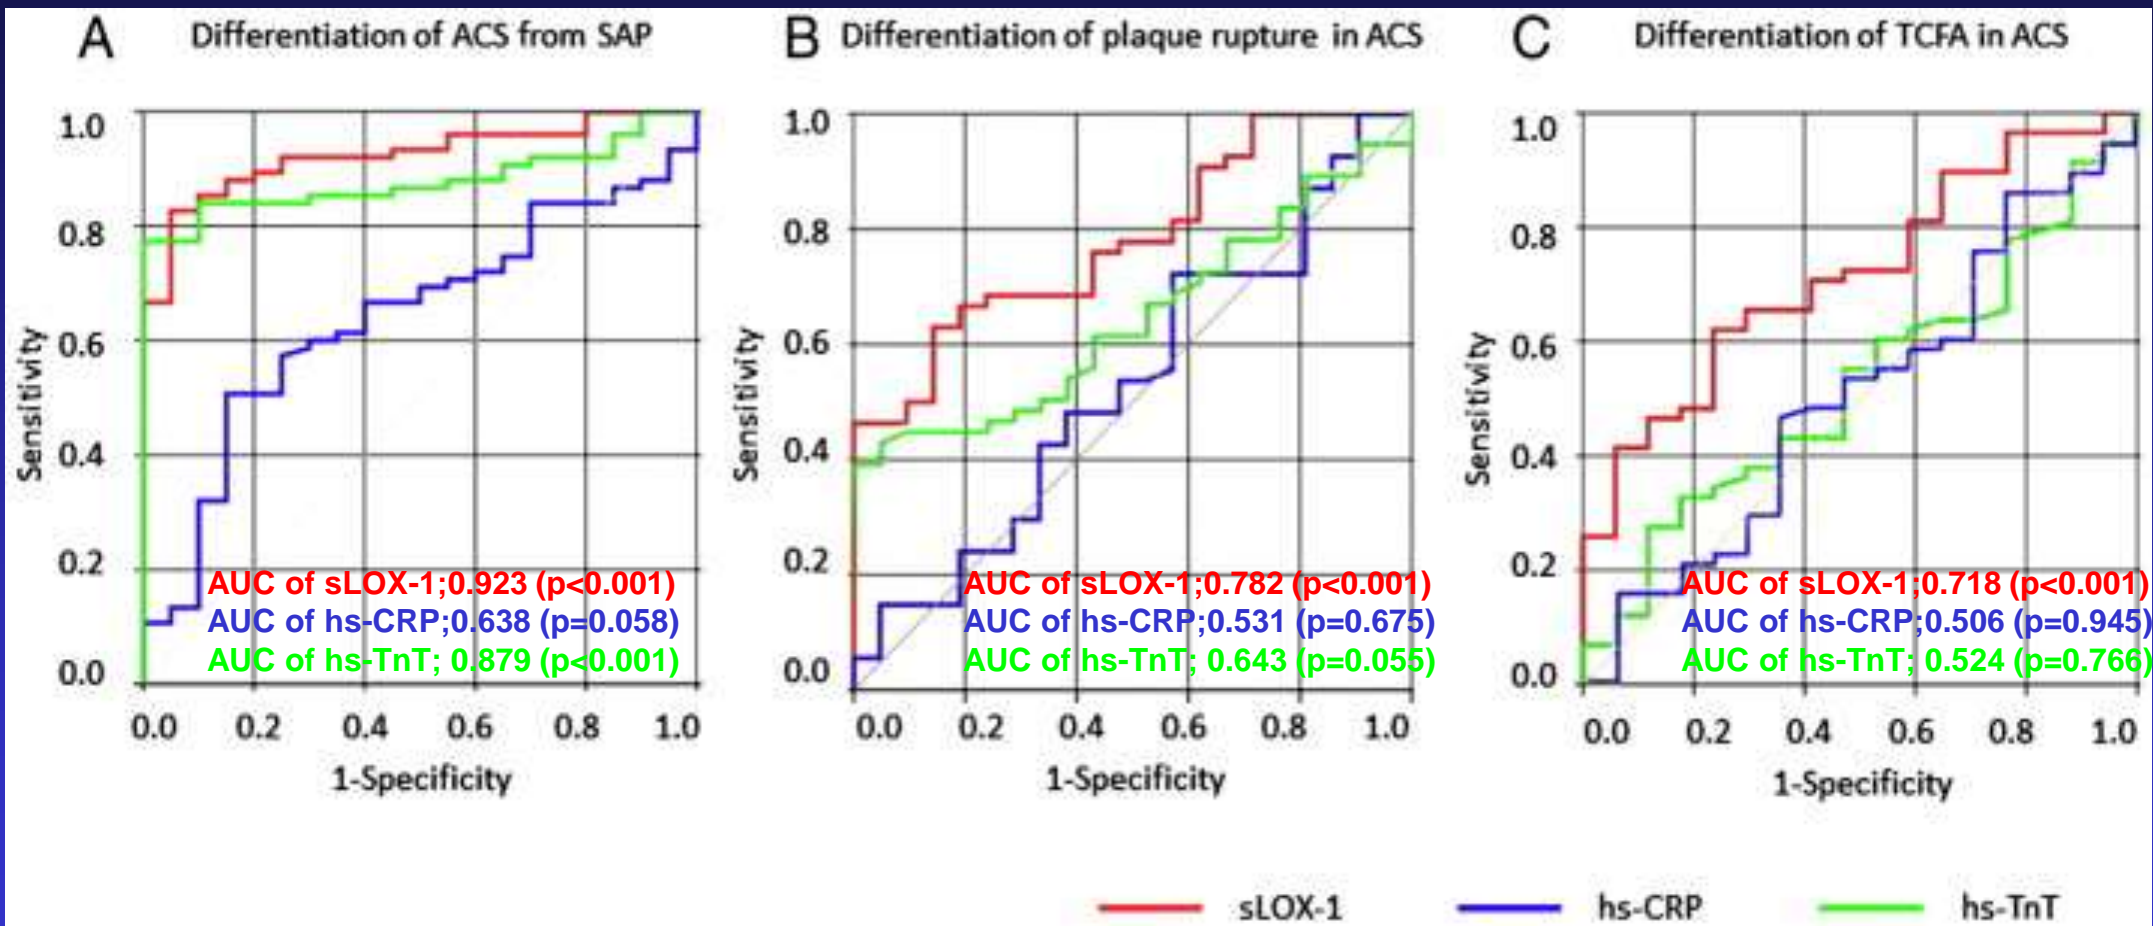 A Differentiation of ACS from SAP
1.0
0.8
0.6
0.4
0.2
0.0
Sensitivity
AUC of sLOX-1;0.923 (p<0.001)
AUC of hs-CRP;0.638 (p=0.058)
AUC of hs-TnT; 0.879 (p<0.001)
0.0 0.2 0.4 0.6 0.8 1.0
1-Specificity
B Differentiation of plaque rupture in ACS
1.0
0.8
0.6
0.4
0.2
0.0
Sensitivity
AUC of sLOX-1;0.782 (p<0.001)
AUC of hs-CRP;0.531 (p=0.675)
AUC of hs-TnT; 0.643 (p=0.055)
0.0 0.2 0.4 0.6 0.8 1.0
1-Specificity
C Differentiation of TCFA in ACS
1.0
0.8
0.6
0.4
0.2
0.0
Sensitivity
AUC of sLOX-1;0.718 (p<0.001)
AUC of hs-CRP;0.506 (p=0.945)
AUC of hs-TnT; 0.524 (p=0.766)
0.0 0.2 0.4 0.6 0.8 1.0
1-Specificity
sLOX-1 hs-CRP hs-TnT